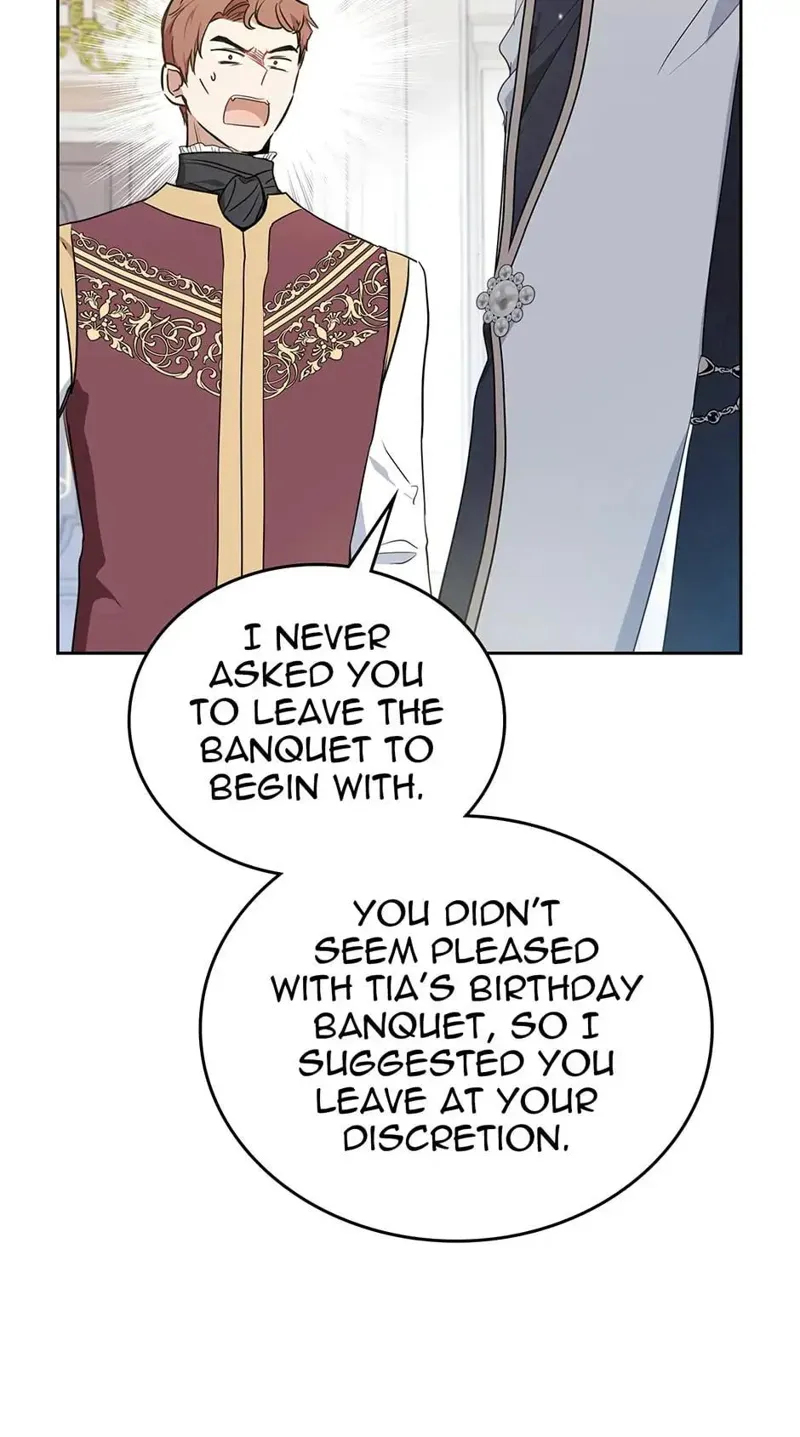 I NEVER
ASKED YOU
TO LEAVE THE
BANQUET TO
BEGIN WITH.
YOU DIDN'T
SEEM PLEASED
WITH TIA'S BIRTHDAY
BANQUET, SO I
SUGGESTED YOU
LEAVE AT YOUR
DISCRETION.